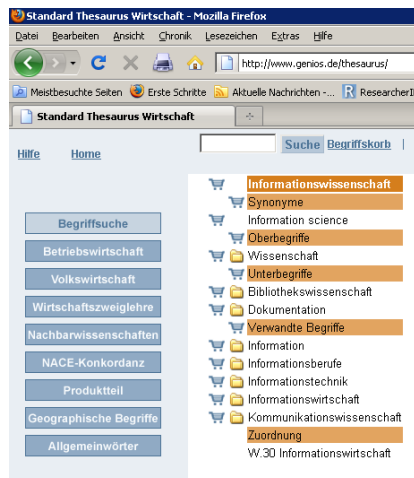 Standard Thesaurus Wirtschaft - Mozilla Firefox
Datei Bearbeiten Ansicht Chronik Lesezeichen Extras Hilfe
http://www.genios.de/thesaurus/
Meistbesuchte Seiten Erste Schritte Aktuelle Nachrichten -... ResearcherI
Standard Thesaurus Wirtschaft
Hilfe Home
Suche Begriffskorb |
Begriffsuche
Betriebswirtschaft
Volkswirtschaft
Wirtschaftszweiglehre
Nachbarwissenschaften
NACE-Konkordanz
Produktteil
Geographische Begriffe
Allgemeinwörter
Informationswissenschaft
Synonyme
Information science
Oberbegriffe
Wissenschaft
Unterbegriffe
Bibliothekswissenschaft
Dokumentation
Verwandte Begriffe
Information
Informationsberufe
Informationstechnik
Informationswirtschaft
Kommunikationswissenschaft
Zuordnung
W.30 Informationswirtschaft